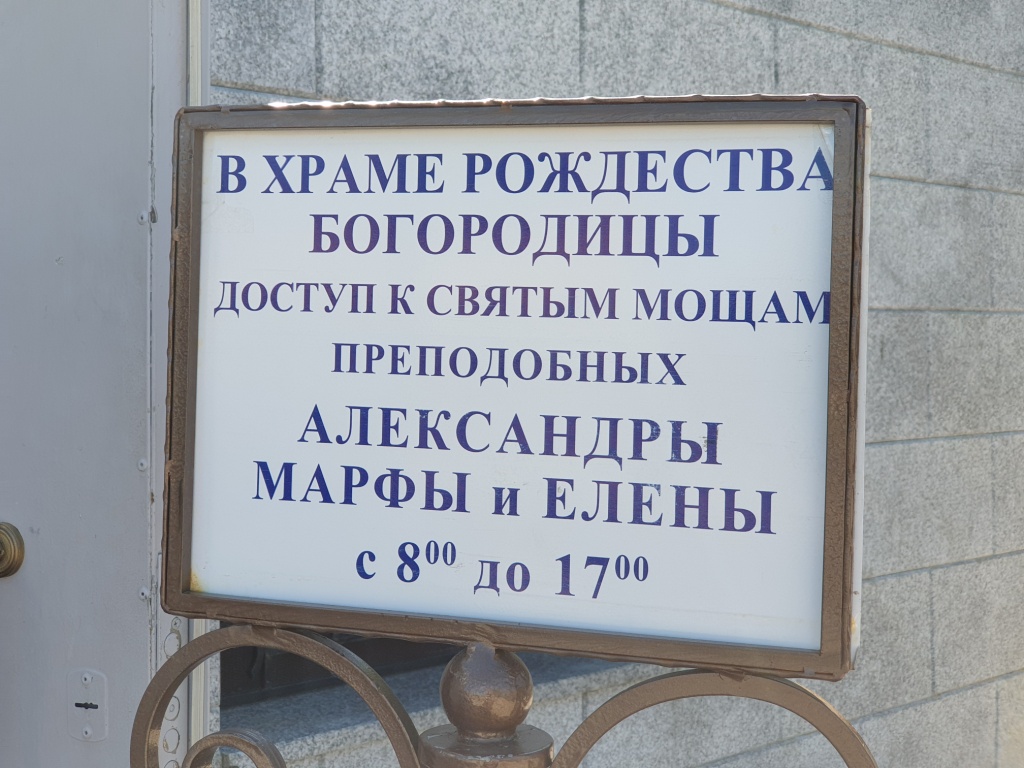 В ХРАМЕ РОЖДЕСТВА
БОГОРОДИЦЫ
ДОСТУП К СВЯТЫМ МОЩАМ
ПРЕПОДОБНЫХ
АЛЕКСАНДРЫ
МАРФЫ и ЕЛЕНЫ
с 8⁰⁰ до 17⁰⁰